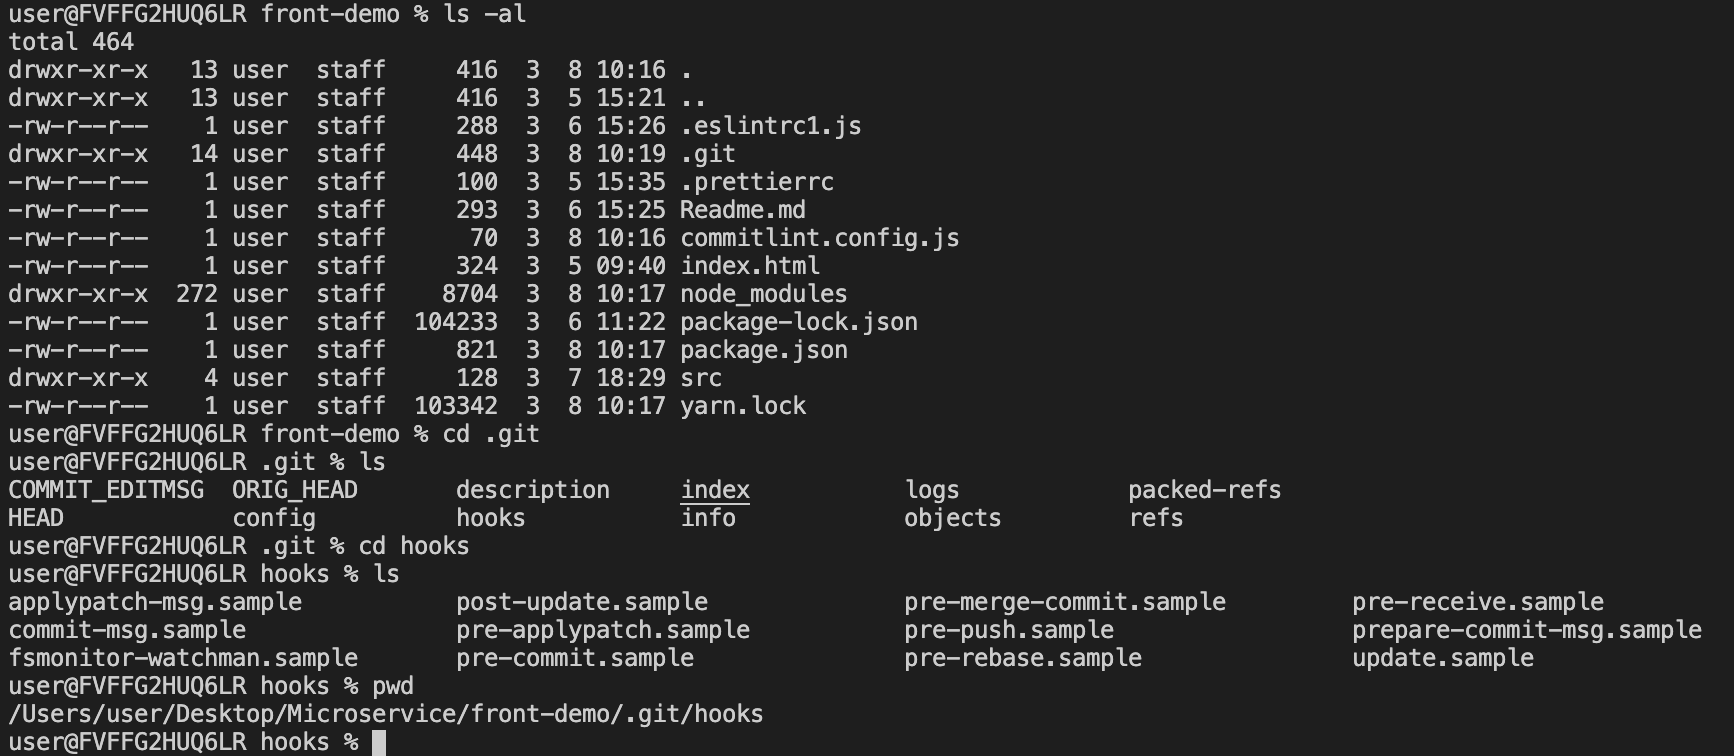 user@FVFFG2HUQ6LR front-demo % ls -al
total 464
drwxr-xr-x   13 user  staff     416  3  8 10:16 .
drwxr-xr-x   13 user  staff     416  3  5 15:21 ..
-rw-r--r--    1 user  staff     288  3  6 15:26 .eslintrc1.js
drwxr-xr-x   14 user  staff     448  3  8 10:19 .git
-rw-r--r--    1 user  staff     100  3  5 15:35 .prettierrc
-rw-r--r--    1 user  staff     293  3  6 15:25 Readme.md
-rw-r--r--    1 user  staff      70  3  8 10:16 commitlint.config.js
-rw-r--r--    1 user  staff     324  3  5 09:40 index.html
drwxr-xr-x  272 user  staff    8704  3  8 10:17 node_modules
-rw-r--r--    1 user  staff  104233  3  6 11:22 package-lock.json
-rw-r--r--    1 user  staff     821  3  8 10:17 package.json
drwxr-xr-x    4 user  staff     128  3  7 18:29 src
-rw-r--r--    1 user  staff  103342  3  8 10:17 yarn.lock
user@FVFFG2HUQ6LR front-demo % cd .git
user@FVFFG2HUQ6LR .git % ls
COMMIT_EDITMSG  ORIG_HEAD       description     index           logs            packed-refs
HEAD            config          hooks           info            objects         refs
user@FVFFG2HUQ6LR .git % cd hooks
user@FVFFG2HUQ6LR hooks % ls
applypatch-msg.sample           post-update.sample              pre-merge-commit.sample         pre-receive.sample
commit-msg.sample               pre-applypatch.sample           pre-push.sample                 prepare-commit-msg.sample
fsmonitor-watchman.sample       pre-commit.sample               pre-rebase.sample               update.sample
user@FVFFG2HUQ6LR hooks % pwd
/Users/user/Desktop/Microservice/front-demo/.git/hooks
user@FVFFG2HUQ6LR hooks %